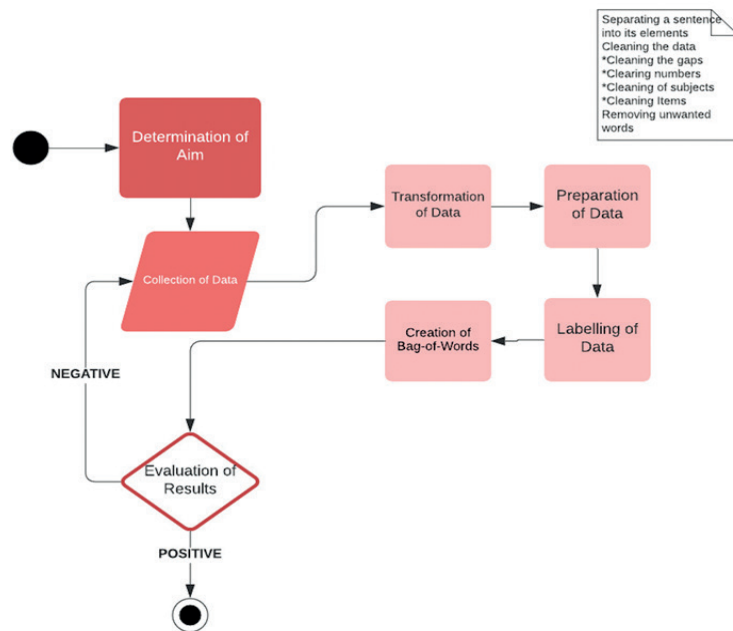 Separating a sentence
into its elements
Cleaning the data
*Cleaning the gaps
*Clearing numbers
*Cleaning of subjects
*Cleaning Items
Removing unwanted
words
Determination of
Aim
Transformation
of Data
Preparation
of Data
Collection of Data
Creation of
Bag-of-Words
Labelling of
Data
NEGATIVE
Evaluation of
Results
POSITIVE